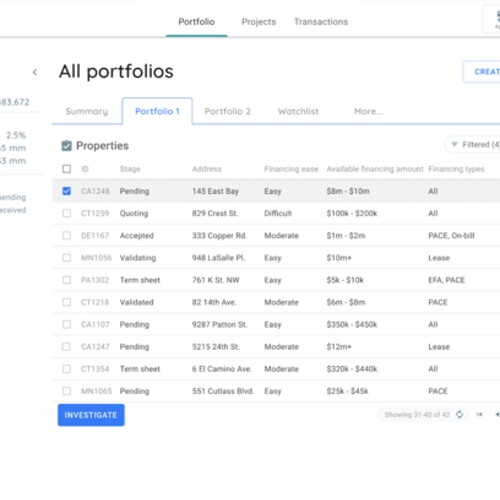 Portfolio Projects Transactions
All portfolios
CREAT
83,672
Summary Portfolio 1 Portfolio 2 Watchlist More...
2.5%
5 mm
3 mm
Properties
Filtered (4
ID Stage Address Financing ease Available financing amount Financing types
CA1248 Pending 145 East Bay Easy $8m - $10m All
ending
CT1259 Quoting 829 Crest St. Difficult $100k - $200k All
eceived
DE1167 Accepted 333 Copper Rd. Moderate $1m - $2m PACE, On-bill
MN1056 Validating 948 LaSalle Pl. Easy $10m+ Lease
PA1302 Term sheet 761 K St. NW Easy $5k - $10k EFA, PACE
CT1218 Validated 82 14th Ave. Moderate $6m - $8m PACE
CA1107 Pending 9287 Patton St. Easy $350k - $450k All
CA1247 Pending 5215 24th St. Moderate $12m+ Lease
CT1354 Term sheet 6 El Camino Ave. Moderate $320k - $440k All
MN1065 Pending 551 Cutlass Blvd. Easy $25k - $45k PACE
INVESTIGATE
Showing 31-40 of 42